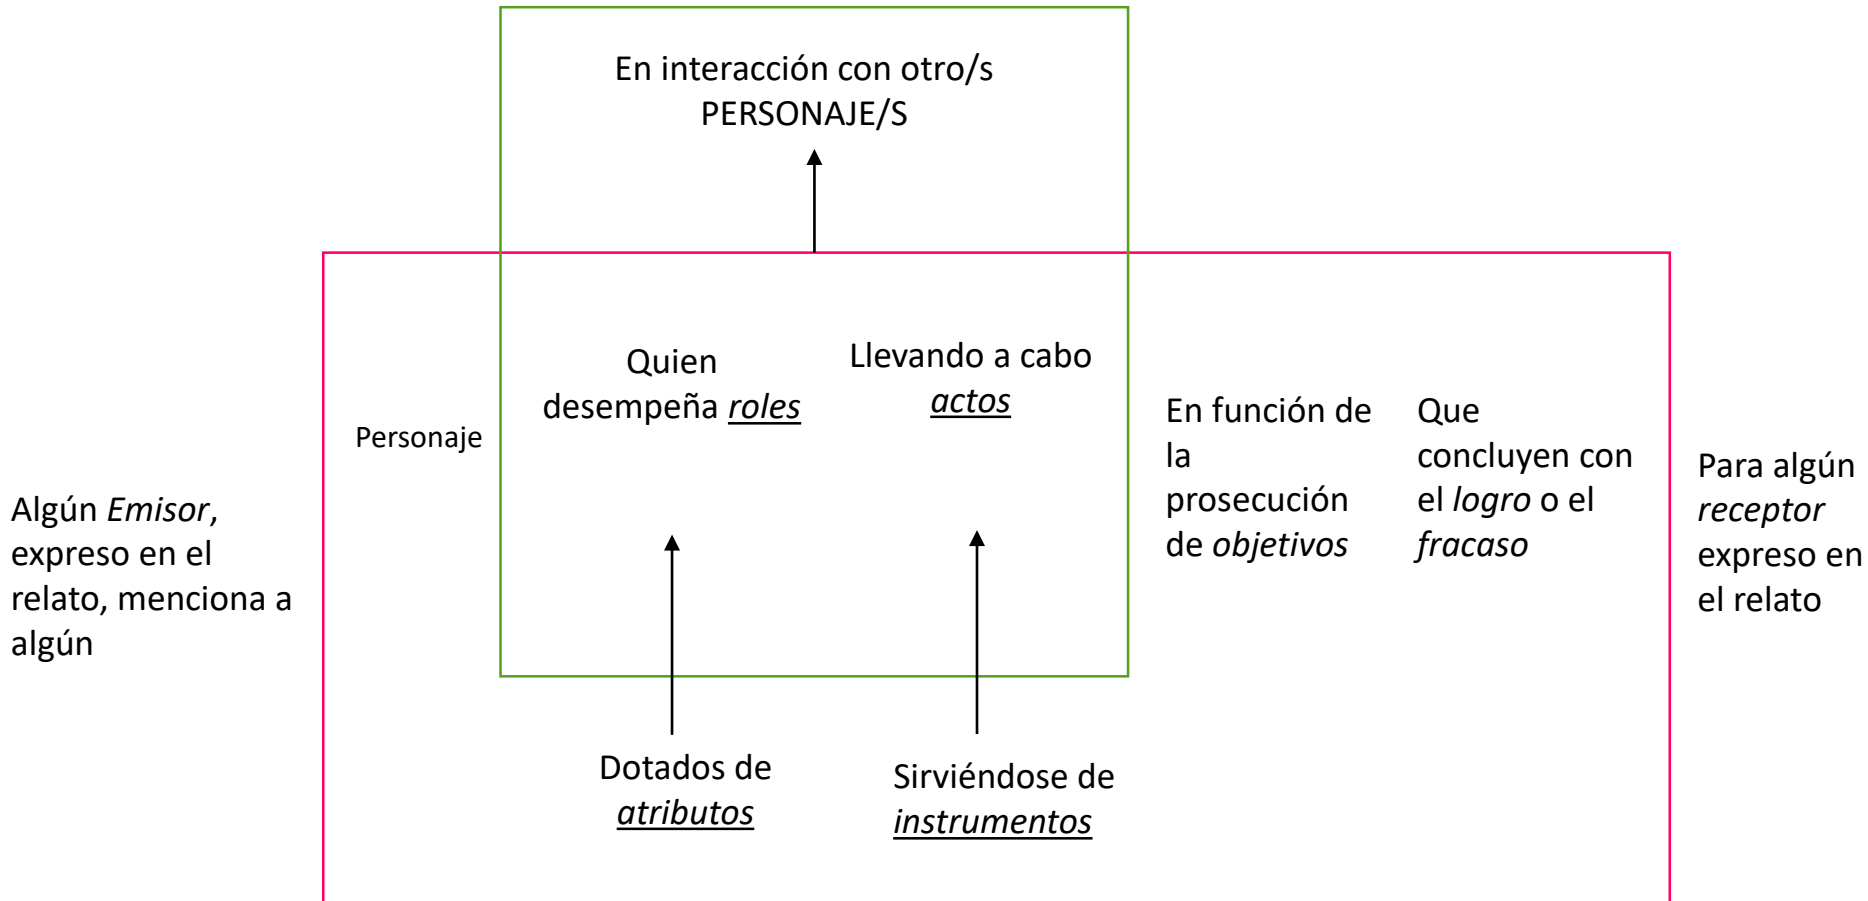 En interacción con otro/s
PERSONAJE/S
Algún Emisor,
expreso en el
relato, menciona a
algún
Personaje
Quien
desempeña roles
Llevando a cabo
actos
Dotados de
atributos
Sirviéndose de
instrumentos
En función de
la
prosecución
de objetivos
Que
concluyen con
el logro o el
fracaso
Para algún
receptor
expreso en
el relato